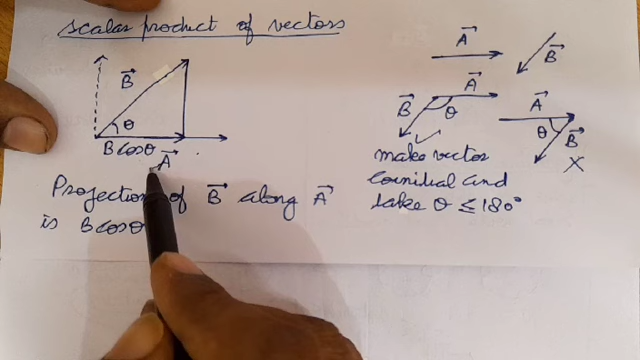 scalar product of vectors
B
θ
B cosθ
A
Projection of B along A
is B cosθ
A
B
A
B
θ
A
θ
B
make vector
coinitial and
take θ ≤ 180°